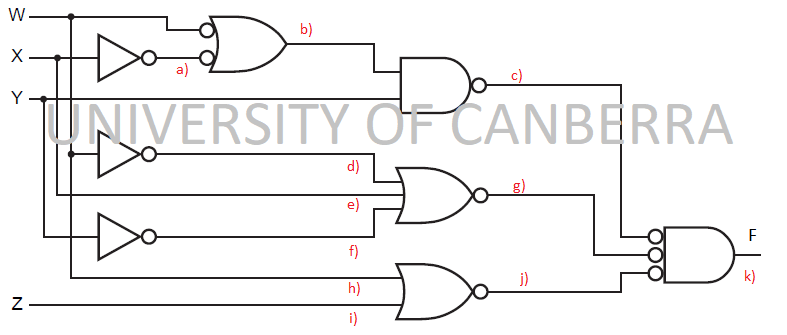 W
b)
X
a)
c)
Y
UNIVERSITY OF CANBERRA
d)
g)
e)
F
f)
j)
k)
h)
Z
i)